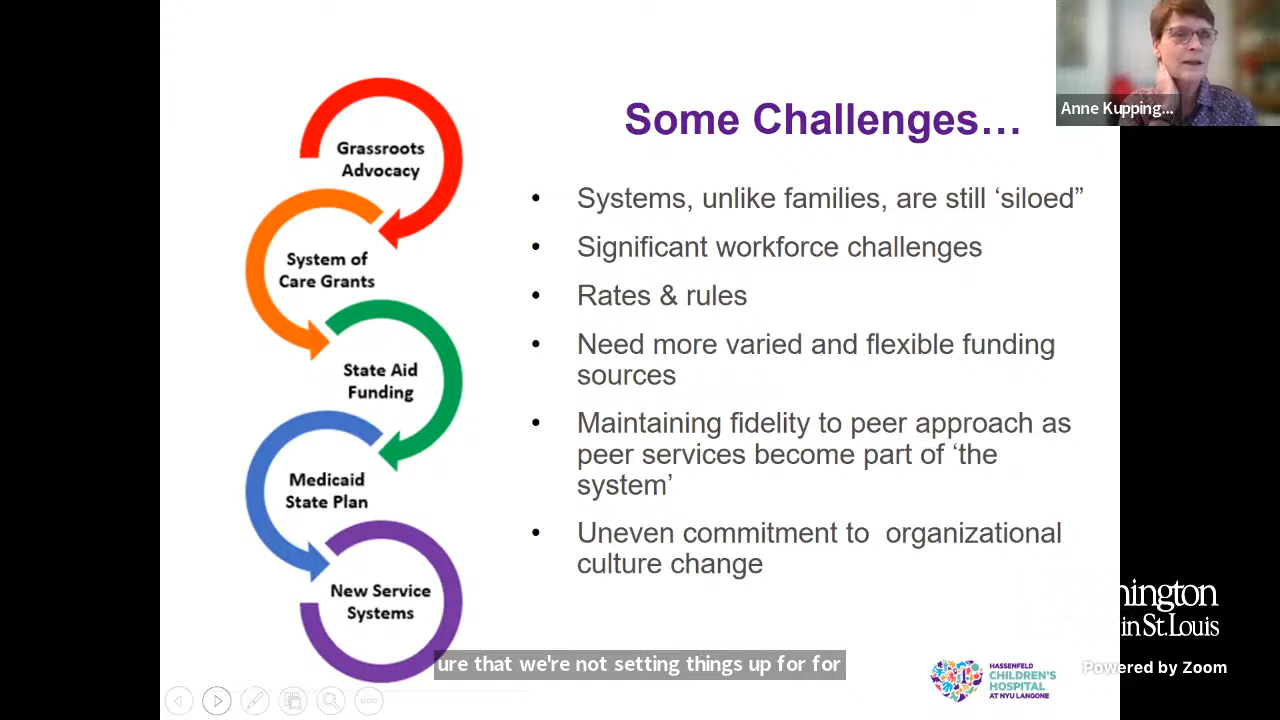 Some Challenges…
Grassroots
Advocacy
System of
Care Grants
State Aid
Funding
Medicaid
State Plan
New Service
Systems
• Systems, unlike families, are still ‘siloed”
• Significant workforce challenges
• Rates & rules
• Need more varied and flexible funding
sources
• Maintaining fidelity to peer approach as
peer services become part of ‘the
system’
• Uneven commitment to organizational
culture change
Anne Kupping...
ure that we're not setting things up for for
HASSENFELD
CHILDREN'S
HOSPITAL
AT NYU LANGONE
hington
in St. Louis
Powered by Zoom